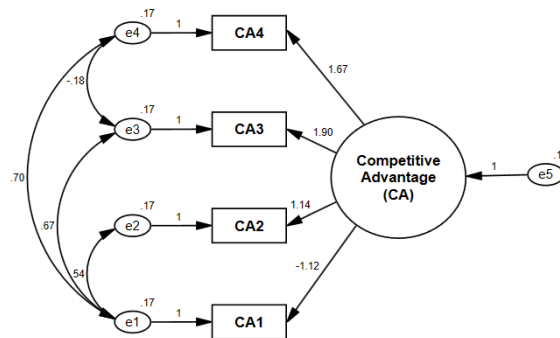 .17
e4
1
CA4
-.18
1.67
.17
e3
1
CA3
1.90
.70
Competitive
Advantage
(CA)
1
e5
.1
.67
.17
e2
1
CA2
1.14
.54
-1.12
.17
e1
1
CA1